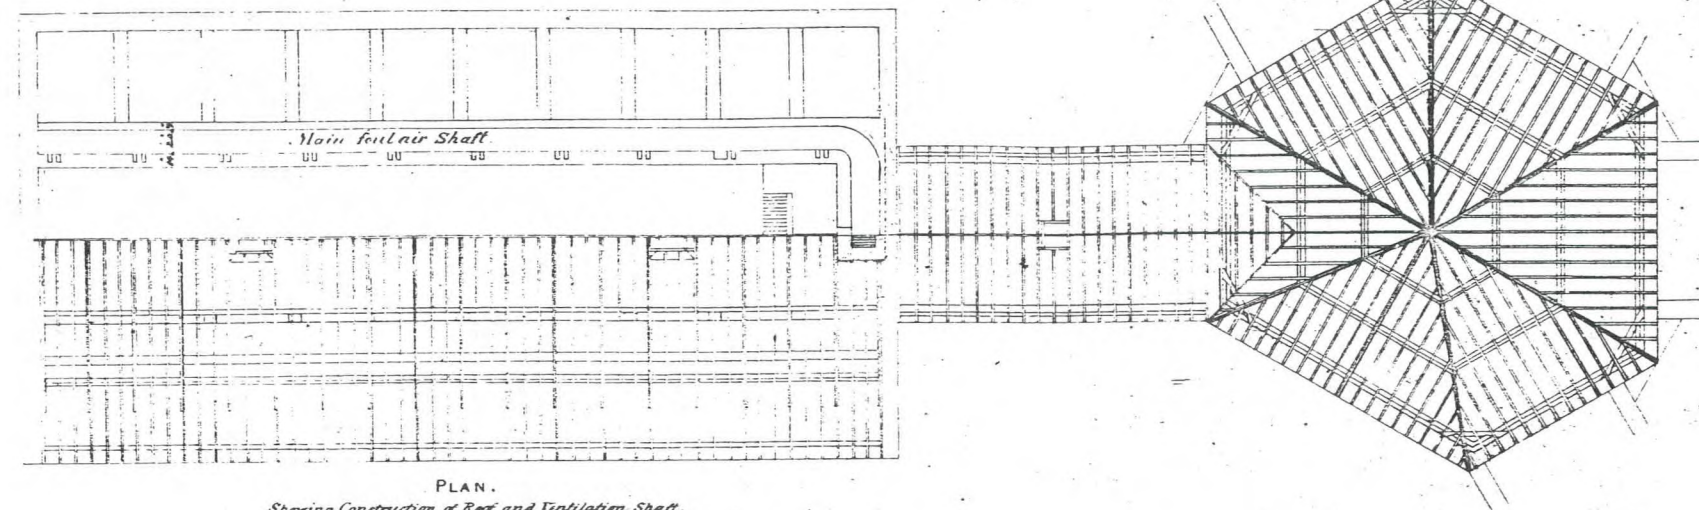 Main foul air Shaft.
PLAN.
Showing Construction of Roof and Ventilation Shaft.